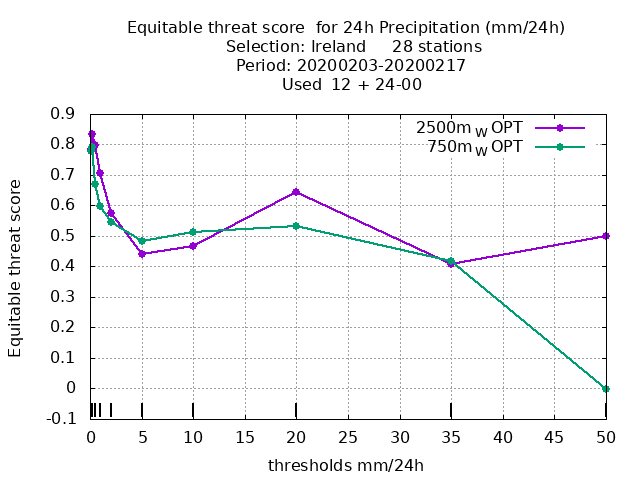 Equitable threat score  for 24h Precipitation (mm/24h)
Selection: Ireland     28 stations
Period: 20200203-20200217
Used  12 + 24-00
2500m_W OPT
750m_W OPT
Equitable threat score
0.9
0.8
0.7
0.6
0.5
0.4
0.3
0.2
0.1
0
-0.1
0 5 10 15 20 25 30 35 40 45 50
thresholds mm/24h